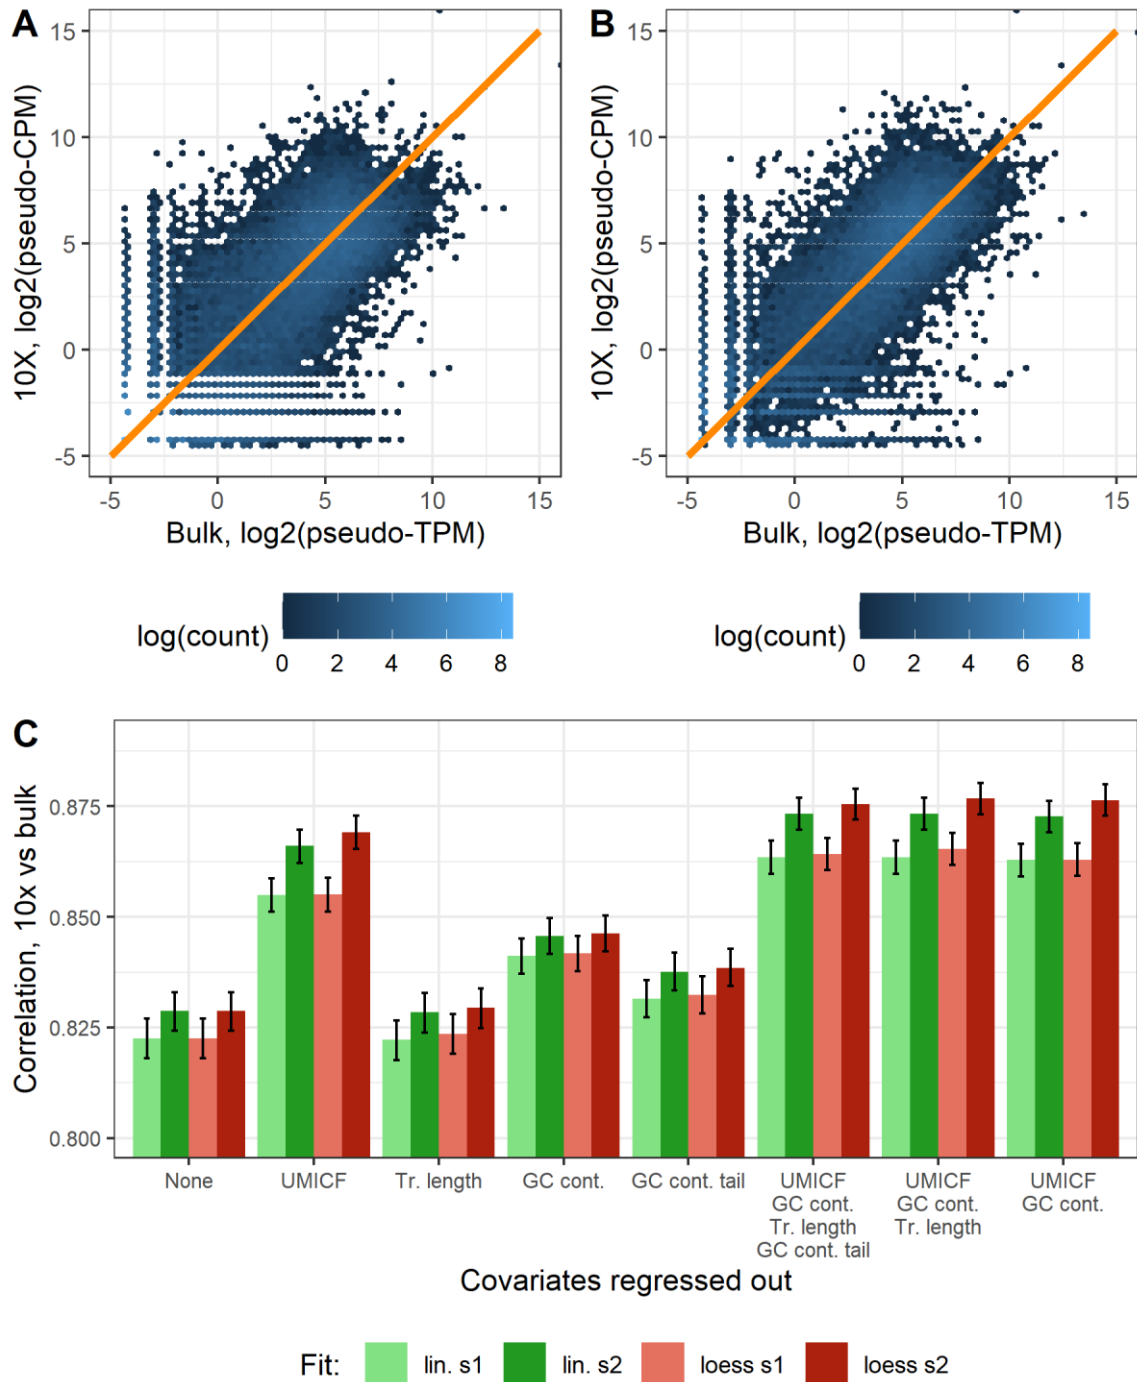 A
B
15
10
5
0
-5
10X, log2(pseudo-CPM)
-5 0 5 10 15
Bulk, log2(pseudo-TPM)
15
10
5
0
-5
10X, log2(pseudo-CPM)
-5 0 5 10 15
Bulk, log2(pseudo-TPM)
log(count)
0 2 4 6 8
log(count)
0 2 4 6 8
C
Correlation, 10x vs bulk
0.875
0.850
0.825
0.800
None
UMICF
Tr. length
GC cont.
GC cont. tail
UMICF
GC cont.
Tr. length
GC cont. tail
UMICF
GC cont.
Tr. length
UMICF
GC cont.
Covariates regressed out
Fit: lin. s1 lin. s2 loess s1 loess s2